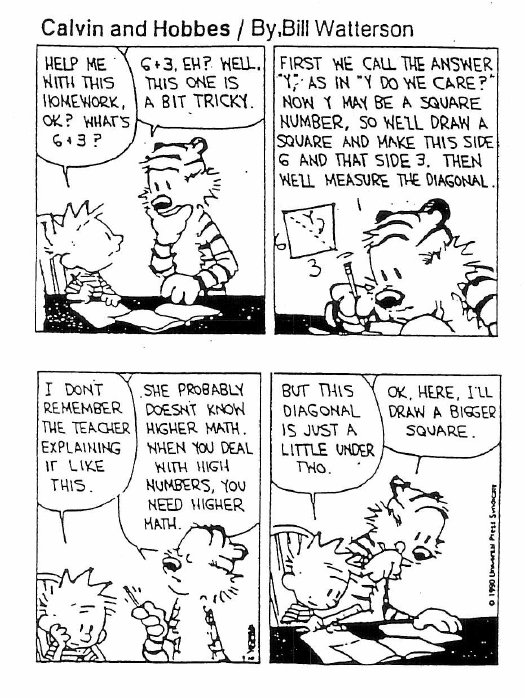 Calvin and Hobbes / By Bill Watterson
HELP ME
WITH THIS
HOMEWORK,
OK? WHAT'S
6+3?
6+3, EH? WELL,
THIS ONE IS
A BIT TRICKY.
FIRST WE CALL THE ANSWER
"Y," AS IN "Y DO WE CARE?"
NOW Y MAY BE A SQUARE
NUMBER, SO WE'LL DRAW A
SQUARE AND MAKE THIS SIDE
6 AND THAT SIDE 3. THEN
WE'LL MEASURE THE DIAGONAL.
6
3
I DON'T
REMEMBER
THE TEACHER
EXPLAINING
IT LIKE
THIS.
SHE PROBABLY
DOESN'T KNOW
HIGHER MATH.
WHEN YOU DEAL
WITH HIGH
NUMBERS, YOU
NEED HIGHER
MATH.
BUT THIS
DIAGONAL
IS JUST A
LITTLE UNDER
TWO.
OK, HERE, I'LL
DRAW A BIGGER
SQUARE.
© 1990 Universal Press Syndicate